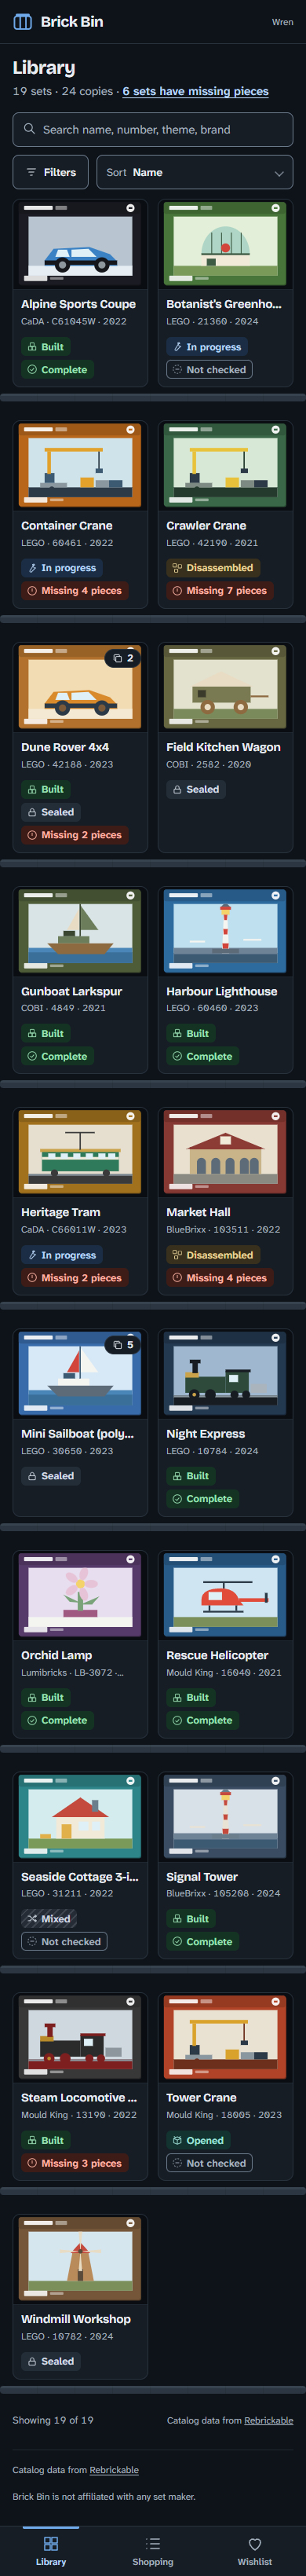 Brick Bin
Wren
Library
19 sets · 24 copies · 6 sets have missing pieces
Search name, number, theme, brand
Filters
Sort Name
Alpine Sports Coupe
CaDA · C61045W · 2022
Built
Complete
Botanist's Greenho...
LEGO · 21360 · 2024
In progress
Not checked
Container Crane
LEGO · 60461 · 2022
In progress
Missing 4 pieces
Crawler Crane
LEGO · 42190 · 2021
Disassembled
Missing 7 pieces
2
Dune Rover 4x4
LEGO · 42188 · 2023
Built
Sealed
Missing 2 pieces
Field Kitchen Wagon
COBI · 2582 · 2020
Sealed
Gunboat Larkspur
COBI · 4849 · 2021
Built
Complete
Harbour Lighthouse
LEGO · 60460 · 2023
Built
Complete
Heritage Tram
CaDA · C66011W · 2023
In progress
Missing 2 pieces
Market Hall
BlueBrixx · 103511 · 2022
Disassembled
Missing 4 pieces
5
Mini Sailboat (poly...
LEGO · 30650 · 2023
Sealed
Night Express
LEGO · 10784 · 2024
Built
Complete
Orchid Lamp
Lumibricks · LB-3072 ·...
Built
Complete
Rescue Helicopter
Mould King · 16040 · 2021
Built
Complete
Seaside Cottage 3-i...
LEGO · 31211 · 2022
Mixed
Not checked
Signal Tower
BlueBrixx · 105208 · 2024
Built
Complete
Steam Locomotive ...
Mould King · 13190 · 2022
Built
Missing 3 pieces
Tower Crane
Mould King · 18005 · 2023
Opened
Not checked
Windmill Workshop
LEGO · 10782 · 2024
Sealed
Showing 19 of 19
Catalog data from Rebrickable
Catalog data from Rebrickable
Brick Bin is not affiliated with any set maker.
Library
Shopping
Wishlist